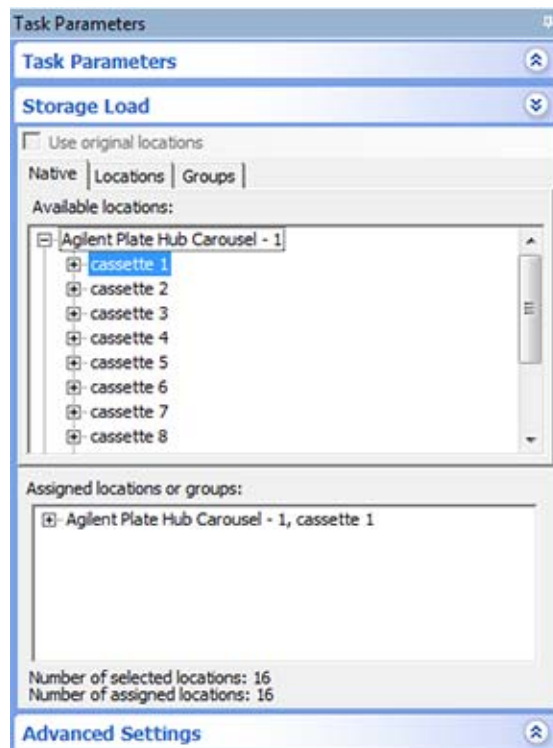 Task Parameters
Task Parameters
Storage Load
Use original locations
Native Locations Groups
Available locations:
Agilent Plate Hub Carousel - 1
cassette 1
cassette 2
cassette 3
cassette 4
cassette 5
cassette 6
cassette 7
cassette 8
Assigned locations or groups:
Agilent Plate Hub Carousel - 1, cassette 1
Number of selected locations: 16
Number of assigned locations: 16
Advanced Settings